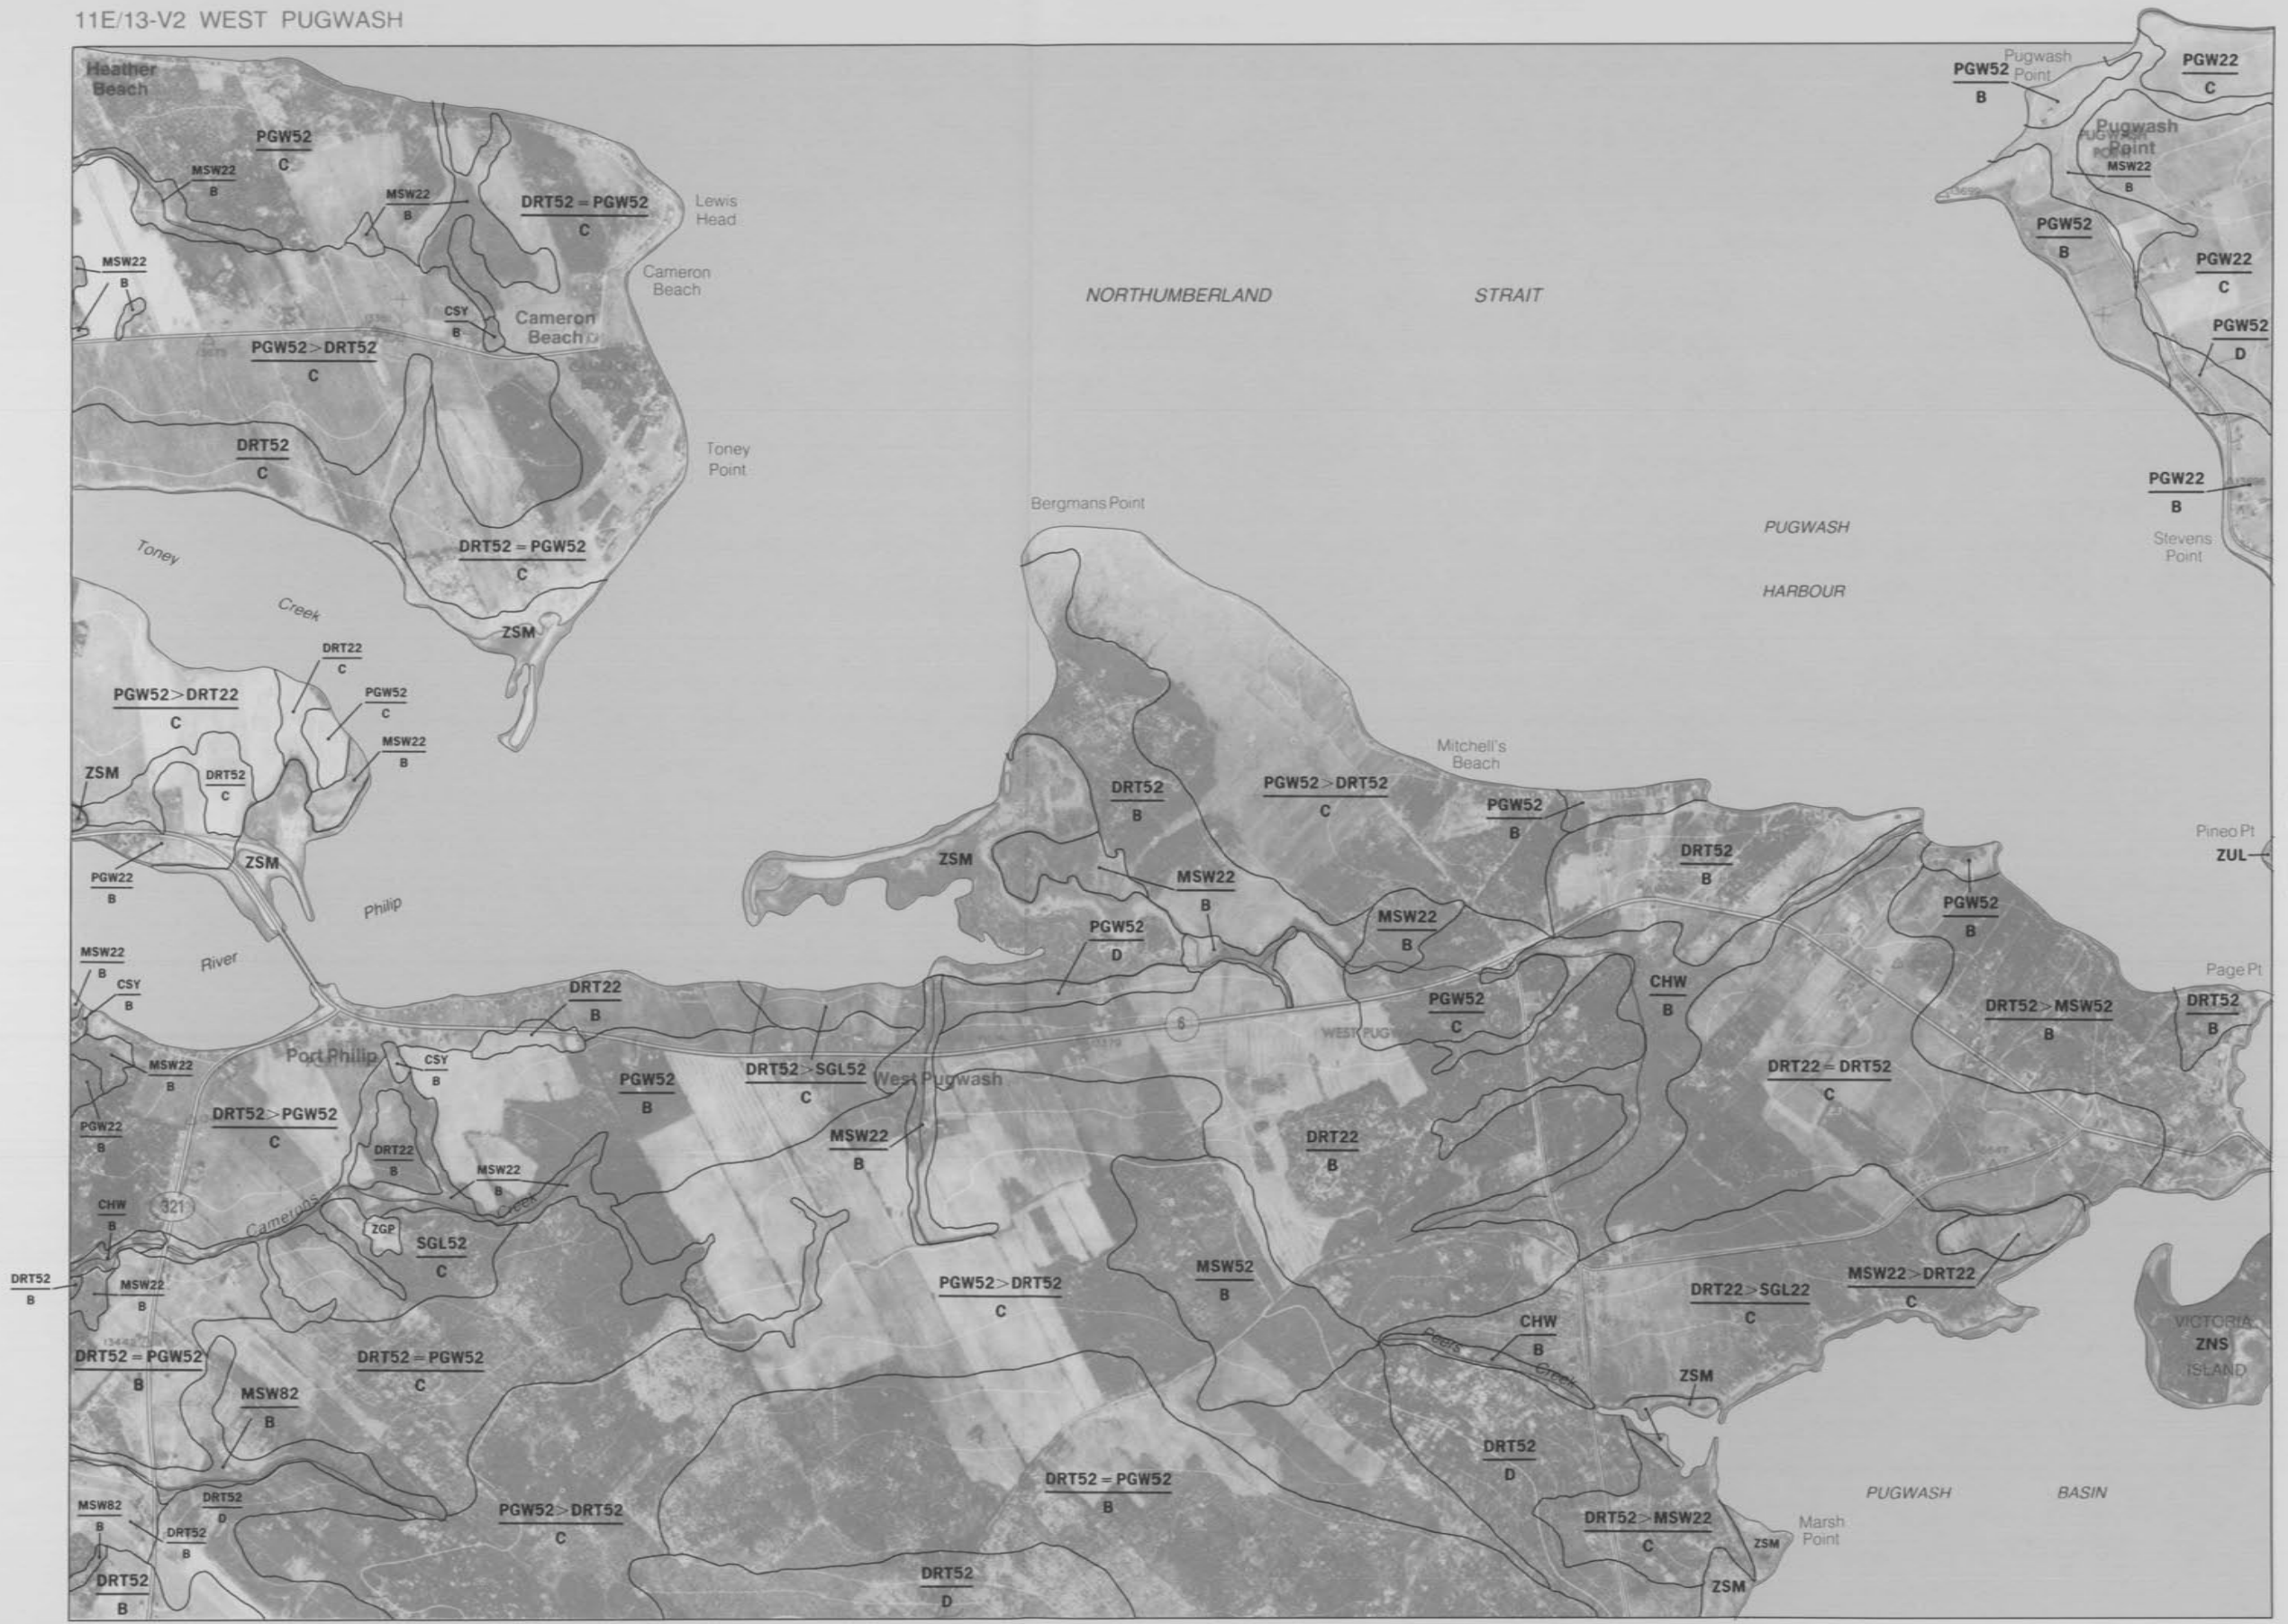 11E/13-V2 WEST PUGWASH
Heather
Beach
PGW52
C
MSW22
B
MSW22
B
DRT52 = PGW52
C
Lewis
Head
MSW22
B
Cameron
Beach
CSY
B
Cameron
Beach
PGW52 > DRT52
C
DRT52
C
Toney
Point
DRT52 = PGW52
C
ZSM
NORTHUMBERLAND STRAIT
PGW52
B
Pugwash
Point
PGW22
C
Pugwash
Point
MSW22
B
PGW52
B
PGW22
C
PGW52
D
PGW22
B
Stevens
Point
PUGWASH
HARBOUR
Bergmans Point
Toney
Creek
DRT22
C
PGW52 > DRT22
C
PGW52
C
MSW22
B
ZSM
DRT52
C
ZSM
PGW22
B
Philip
River
Mitchell's
Beach
DRT52
B
PGW52 > DRT52
C
PGW52
B
DRT52
B
Pineo Pt
ZUL
ZSM
MSW22
B
MSW22
B
PGW52
B
PGW52
D
MSW22
B
CSY
B
DRT22
B
CHW
B
PGW52
C
Page Pt
DRT52 > MSW52
B
DRT52
B
6
WEST PUGW
Port Philip
CSY
B
MSW22
B
PGW52
B
DRT52 > SGL52
C
West Pugwash
DRT22 = DRT52
C
DRT52 > PGW52
C
PGW22
B
DRT22
B
MSW22
B
MSW22
B
DRT22
B
CHW
B
321
Camerons
Creek
ZGP
SGL52
C
DRT52
B
MSW22
B
PGW52 > DRT52
C
MSW52
B
DRT22 > SGL22
C
MSW22 > DRT22
C
CHW
B
Peers
Creek
VICTORIA
ZNS
ISLAND
DRT52 = PGW52
B
DRT52 = PGW52
C
MSW82
B
ZSM
DRT52
D
DRT52 = PGW52
B
PUGWASH BASIN
MSW82
B
DRT52
D
DRT52
B
PGW52 > DRT52
C
DRT52 > MSW22
C
Marsh
Point
ZSM
DRT52
B
DRT52
D
ZSM